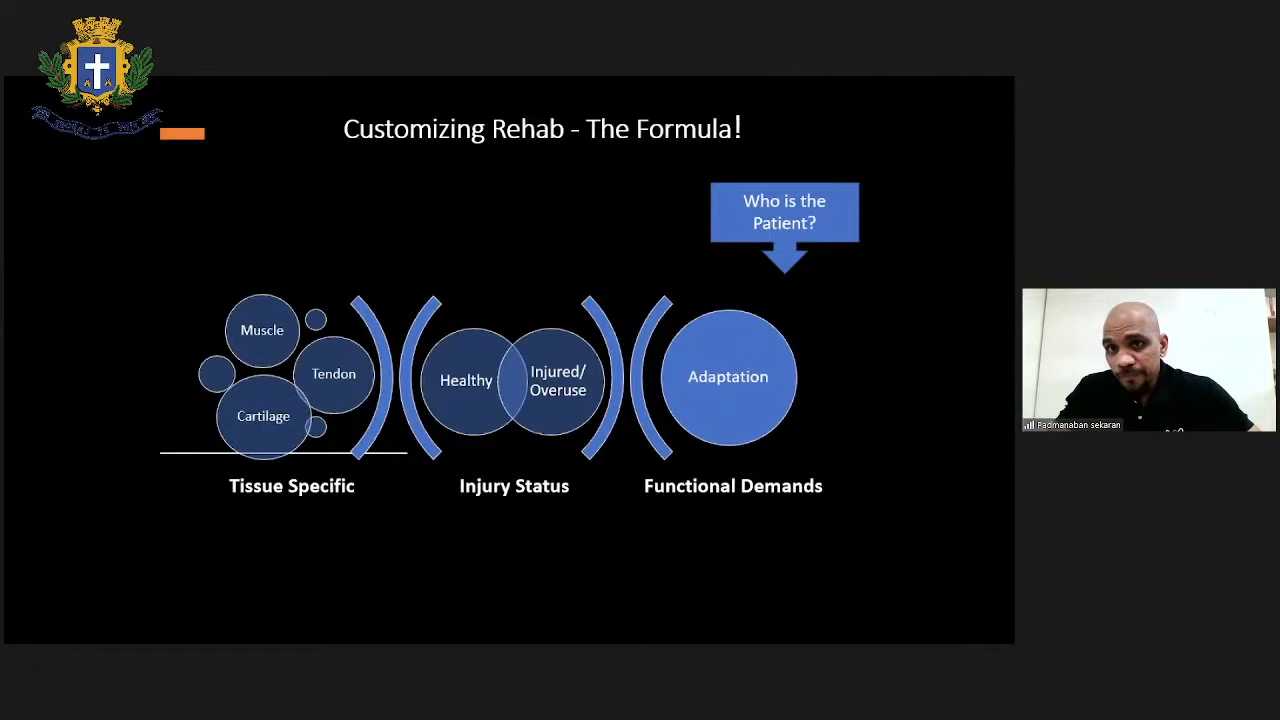 Customizing Rehab - The Formula!
Who is the
Patient?
Muscle
Tendon
Cartilage
Healthy
Injured/
Overuse
Adaptation
Tissue Specific
Injury Status
Functional Demands
Padmanaban sekaran